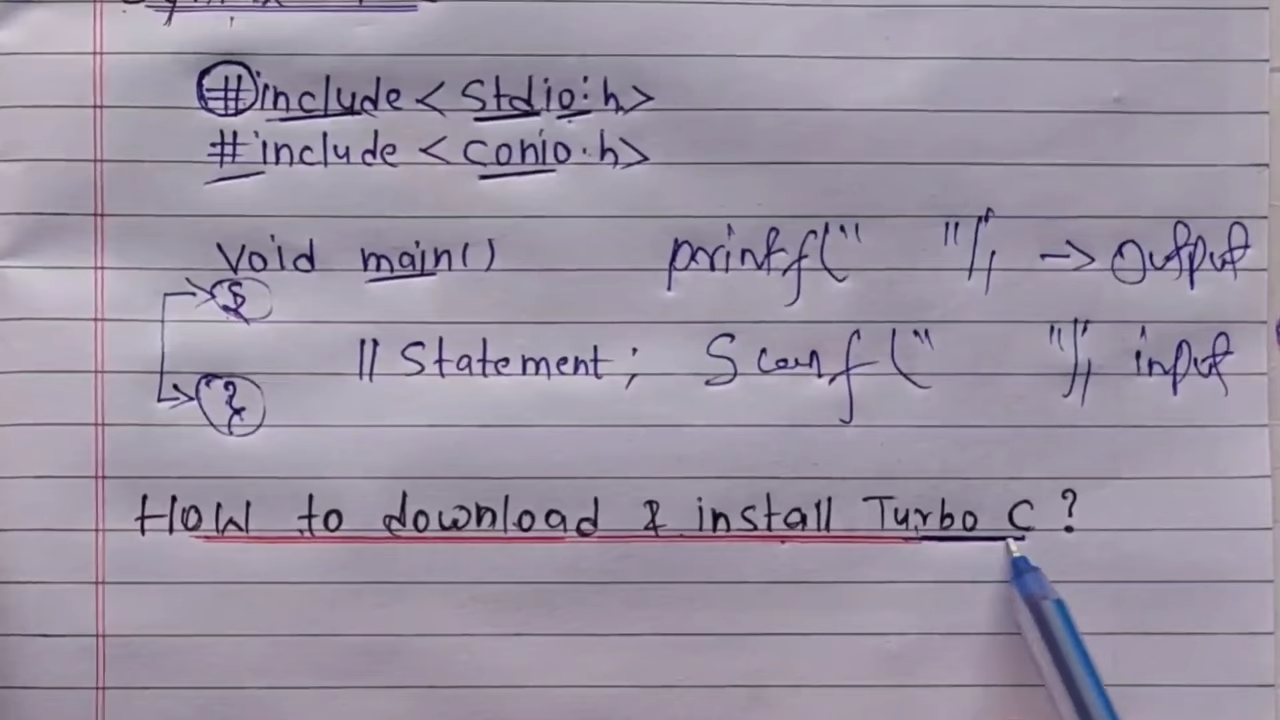 #include < Stdio.h>
#include < conio.h>
void main() printf(" "); -> Output
{
// Statement; Scanf(" "); input
}
How to download & install Turbo C ?